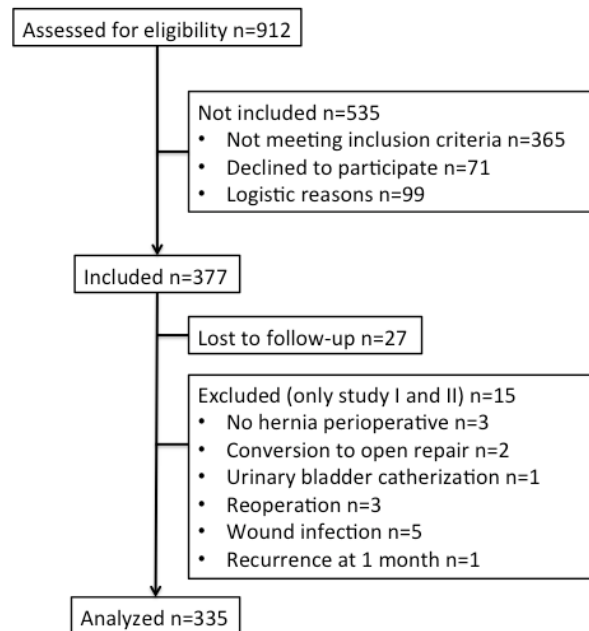 Assessed for eligibility n=912
Not included n=535
• Not meeting inclusion criteria n=365
• Declined to participate n=71
• Logistic reasons n=99
Included n=377
Lost to follow-up n=27
Excluded (only study I and II) n=15
• No hernia perioperative n=3
• Conversion to open repair n=2
• Urinary bladder catherization n=1
• Reoperation n=3
• Wound infection n=5
• Recurrence at 1 month n=1
Analyzed n=335